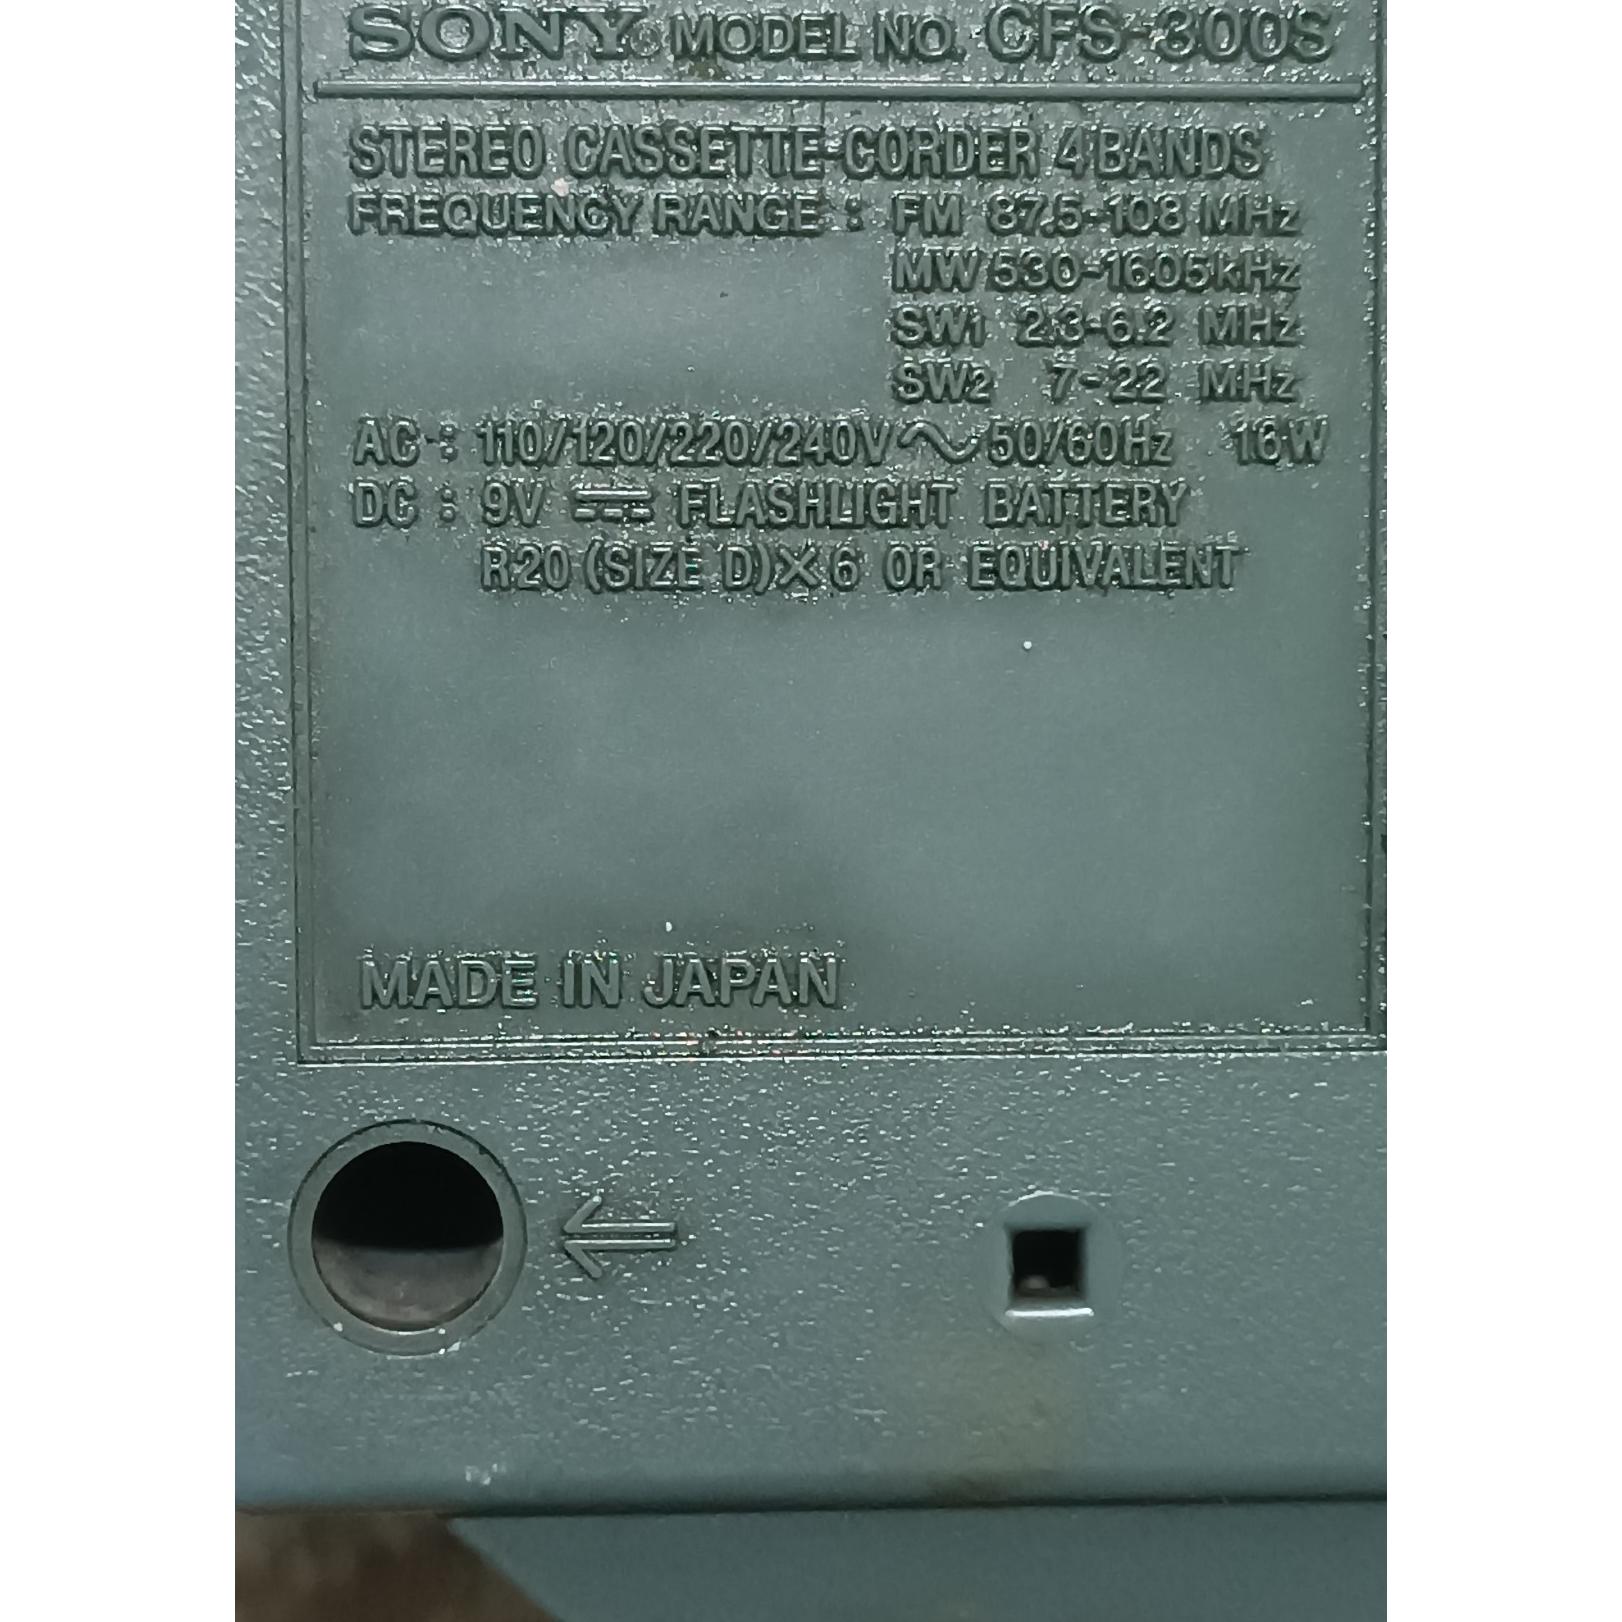 SONY® MODEL NO. CFS-300S
STEREO CASSETTE-CORDER 4 BANDS
FREQUENCY RANGE : FM 87.5-108 MHz
MW 530-1605kHz
SW1 2.3-6.2 MHz
SW2 7-22 MHz
AC : 110/120/220/240V ~ 50/60Hz 16W
DC : 9V ⎓ FLASHLIGHT BATTERY
R20 (SIZE D)×6 OR EQUIVALENT
MADE IN JAPAN